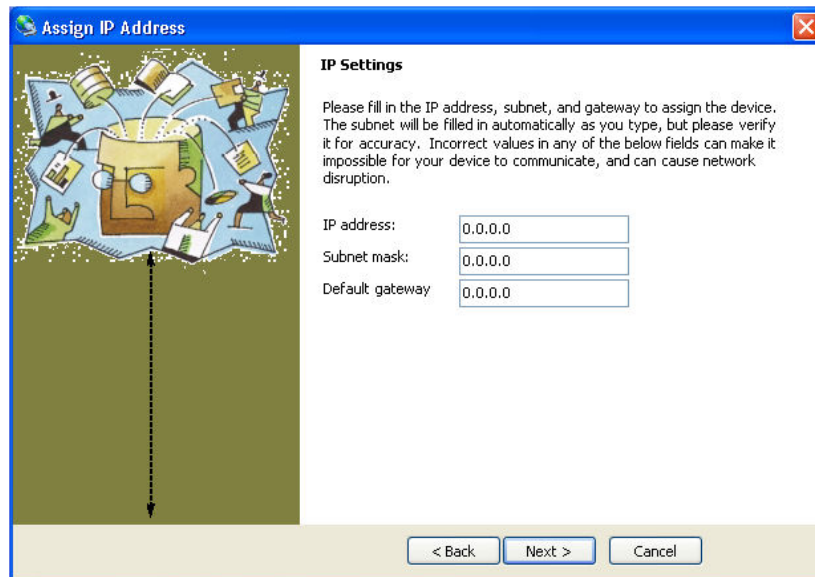 Assign IP Address
IP Settings
Please fill in the IP address, subnet, and gateway to assign the device.
The subnet will be filled in automatically as you type, but please verify
it for accuracy. Incorrect values in any of the below fields can make it
impossible for your device to communicate, and can cause network
disruption.
IP address: 0.0.0.0
Subnet mask: 0.0.0.0
Default gateway 0.0.0.0
< Back Next > Cancel